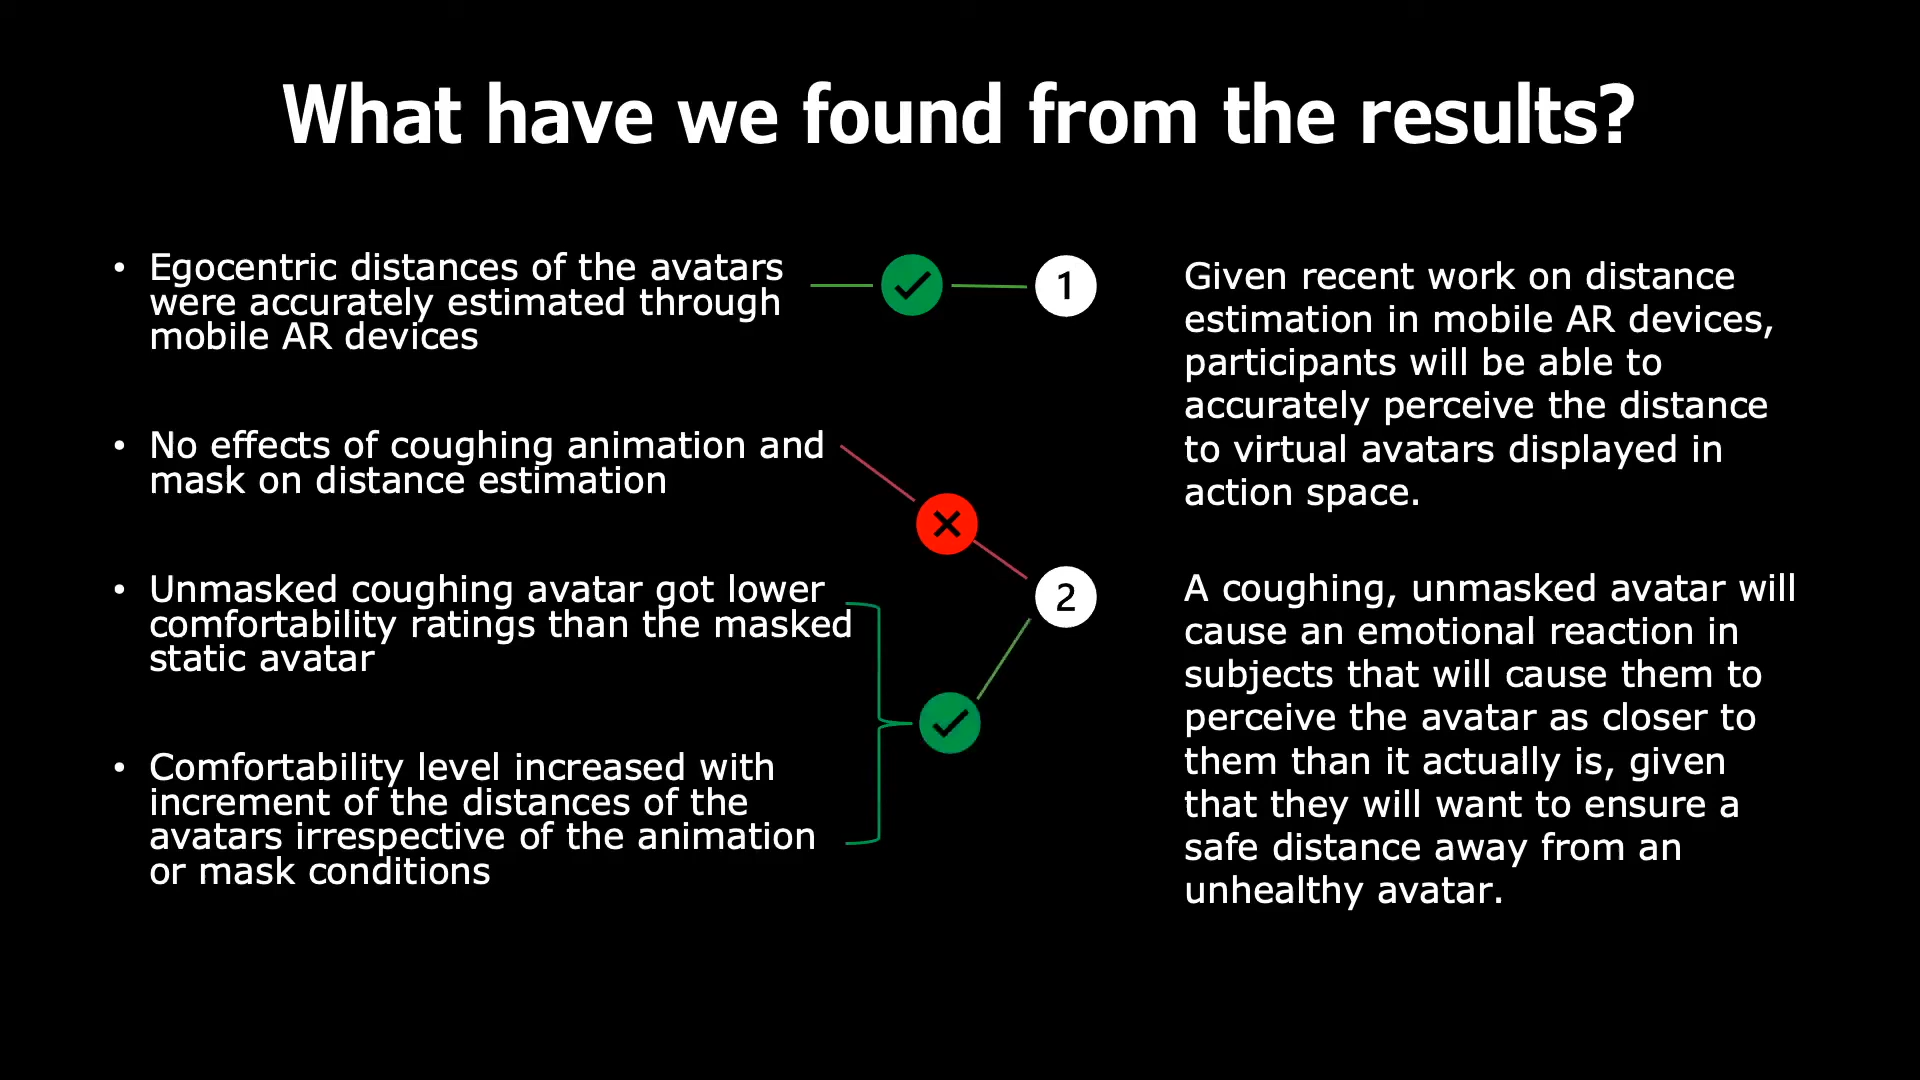 What have we found from the results?
• Egocentric distances of the avatars
were accurately estimated through
mobile AR devices
• No effects of coughing animation and
mask on distance estimation
• Unmasked coughing avatar got lower
comfortability ratings than the masked
static avatar
• Comfortability level increased with
increment of the distances of the
avatars irrespective of the animation
or mask conditions
1
Given recent work on distance
estimation in mobile AR devices,
participants will be able to
accurately perceive the distance
to virtual avatars displayed in
action space.
2
A coughing, unmasked avatar will
cause an emotional reaction in
subjects that will cause them to
perceive the avatar as closer to
them than it actually is, given
that they will want to ensure a
safe distance away from an
unhealthy avatar.